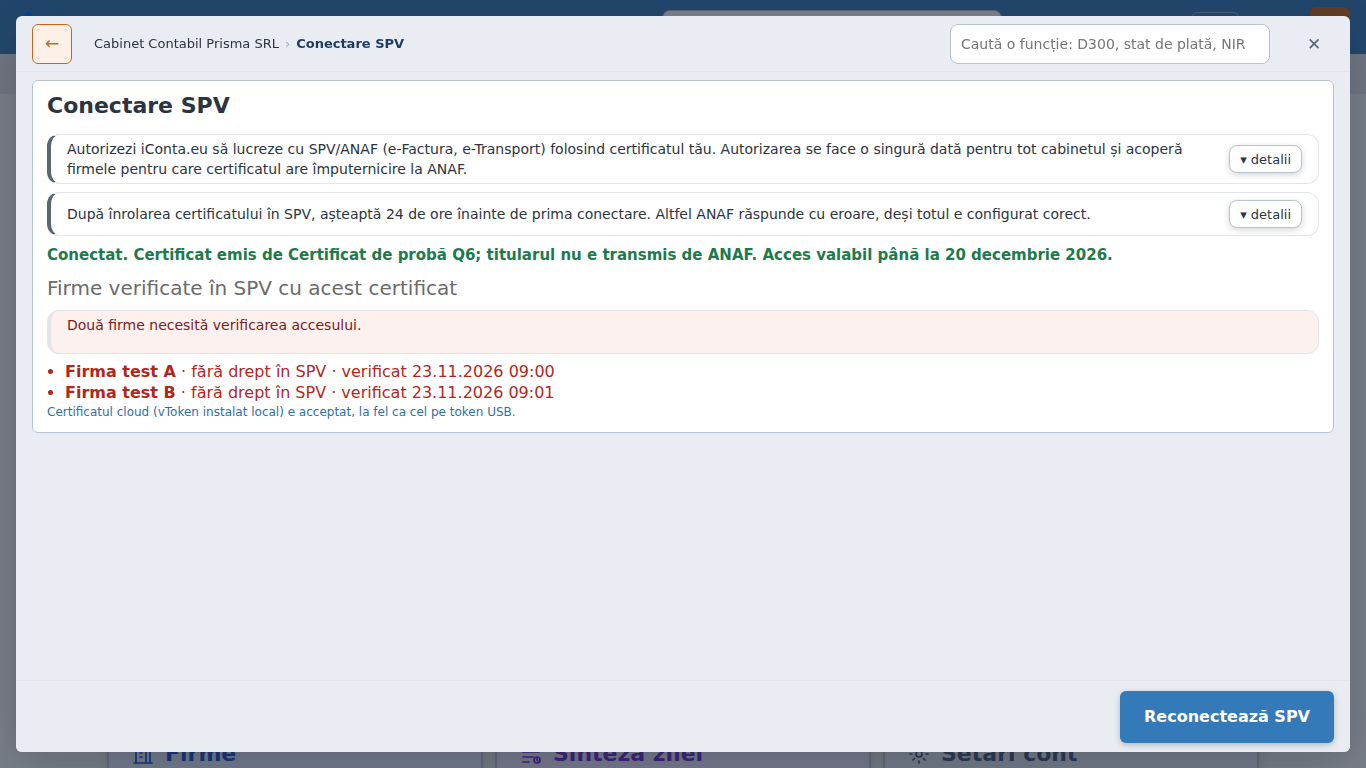 ←
Cabinet Contabil Prisma SRL › Conectare SPV
Caută o funcție: D300, stat de plată, NIR
✕
Conectare SPV
Autorizezi iConta.eu să lucreze cu SPV/ANAF (e-Factura, e-Transport) folosind certificatul tău. Autorizarea se face o singură dată pentru tot cabinetul și acoperă
firmele pentru care certificatul are împuternicire la ANAF.
▾ detalii
După înrolarea certificatului în SPV, așteaptă 24 de ore înainte de prima conectare. Altfel ANAF răspunde cu eroare, deși totul e configurat corect.
▾ detalii
Conectat. Certificat emis de Certificat de probă Q6; titularul nu e transmis de ANAF. Acces valabil până la 20 decembrie 2026.
Firme verificate în SPV cu acest certificat
Două firme necesită verificarea accesului.
• Firma test A · fără drept în SPV · verificat 23.11.2026 09:00
• Firma test B · fără drept în SPV · verificat 23.11.2026 09:01
Certificatul cloud (vToken instalat local) e acceptat, la fel ca cel pe token USB.
Reconectează SPV
Firme
Sinteza zilei
Setări cont